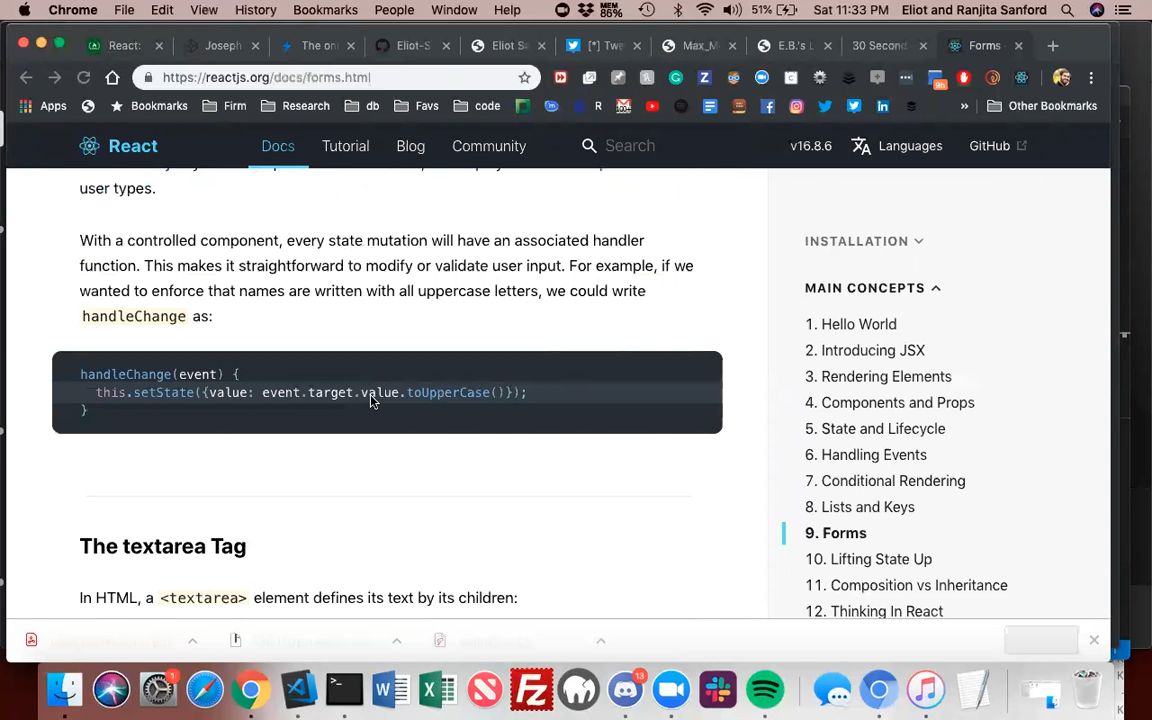 Chrome File Edit View History Bookmarks People Window Help MEM 86% 51% Sat 11:33 PM Eliot and Ranjita Sanford
React: Joseph The on Eliot-S Eliot Sa [*] Twe Max_M E.B.'s L 30 Second Forms
https://reactjs.org/docs/forms.html
Apps Bookmarks Firm Research db Favs code R 100+ Other Bookmarks
React Docs Tutorial Blog Community Search v16.8.6 Languages GitHub
user types.
With a controlled component, every state mutation will have an associated handler
function. This makes it straightforward to modify or validate user input. For example, if we
wanted to enforce that names are written with all uppercase letters, we could write
handleChange as:
handleChange(event) {
this.setState({value: event.target.value.toUpperCase()});
}
The textarea Tag
In HTML, a <textarea> element defines its text by its children:
INSTALLATION
MAIN CONCEPTS
1. Hello World
2. Introducing JSX
3. Rendering Elements
4. Components and Props
5. State and Lifecycle
6. Handling Events
7. Conditional Rendering
8. Lists and Keys
9. Forms
10. Lifting State Up
11. Composition vs Inheritance
12. Thinking In React